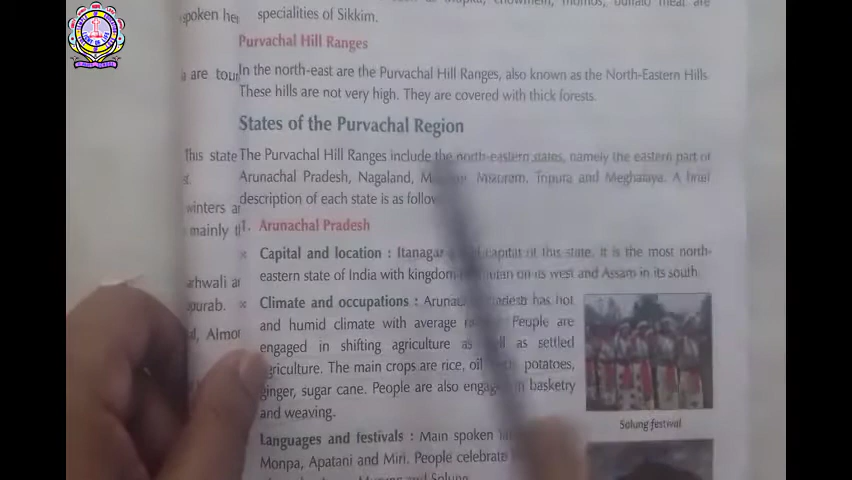 spoken her
specialities of Sikkim.
Purvachal Hill Ranges
are tour
In the north-east are the Purvachal Hill Ranges, also known as the North-Eastern Hills.
These hills are not very high. They are covered with thick forests.
States of the Purvachal Region
This state
The Purvachal Hill Ranges include the north-eastern states, namely the eastern part of
Arunachal Pradesh, Nagaland, Mizoram, Tripura and Meghalaya. A brief
description of each state is as follow
winters ar
mainly th
1. Arunachal Pradesh
Capital and location : Itanagar capital of this state. It is the most north-
eastern state of India with kingdom Bhutan on its west and Assam in its south.
arhwali ar
Climate and occupations : Arunachal Pradesh has hot
and humid climate with average People are
d, Almor
engaged in shifting agriculture as well as settled
agriculture. The main crops are rice, oil potatoes,
ginger, sugar cane. People are also engaged in basketry
and weaving.
Solung festival
Languages and festivals : Main spoken
Monpa, Apatani and Miri. People celebrate